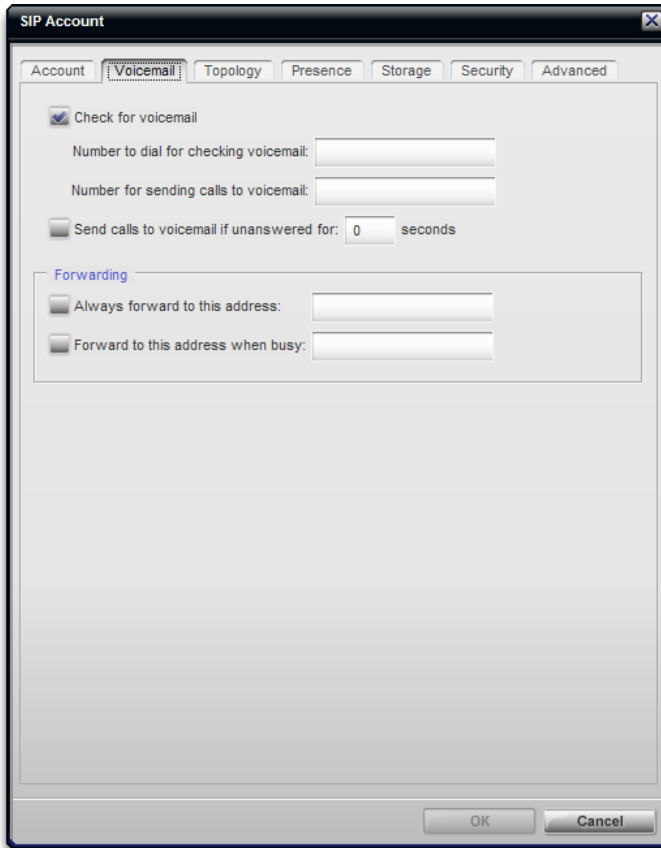 SIP Account
Account Voicemail Topology Presence Storage Security Advanced
Check for voicemail
Number to dial for checking voicemail:
Number for sending calls to voicemail:
Send calls to voicemail if unanswered for: 0 seconds
Forwarding
Always forward to this address:
Forward to this address when busy:
OK Cancel